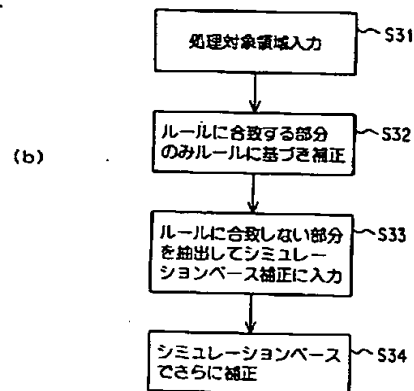 処理対象領域入力
S31
ルールに合致する部分
のみルールに基づき補正
S32
(b)
ルールに合致しない部分
を抽出してシミュレー
ションベース補正に入力
S33
シミュレーションベース
でさらに補正
S34